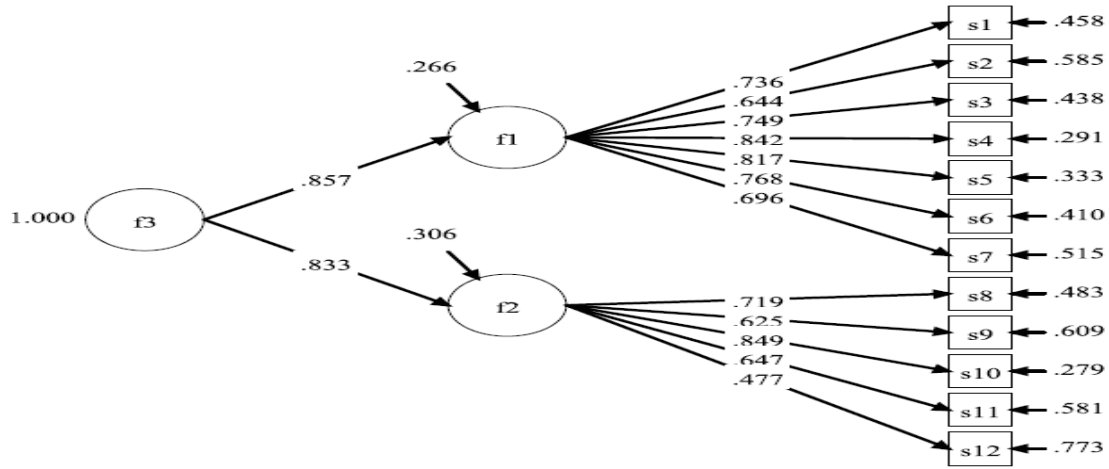 s1
.458
s2
.585
.266
.736
s3
.438
.644
.749
f1
.842
s4
.291
.817
s5
.333
.857
.768
.696
s6
.410
1.000
f3
.306
s7
.515
.833
s8
.483
.719
f2
.625
s9
.609
.849
.647
s10
.279
.477
s11
.581
s12
.773